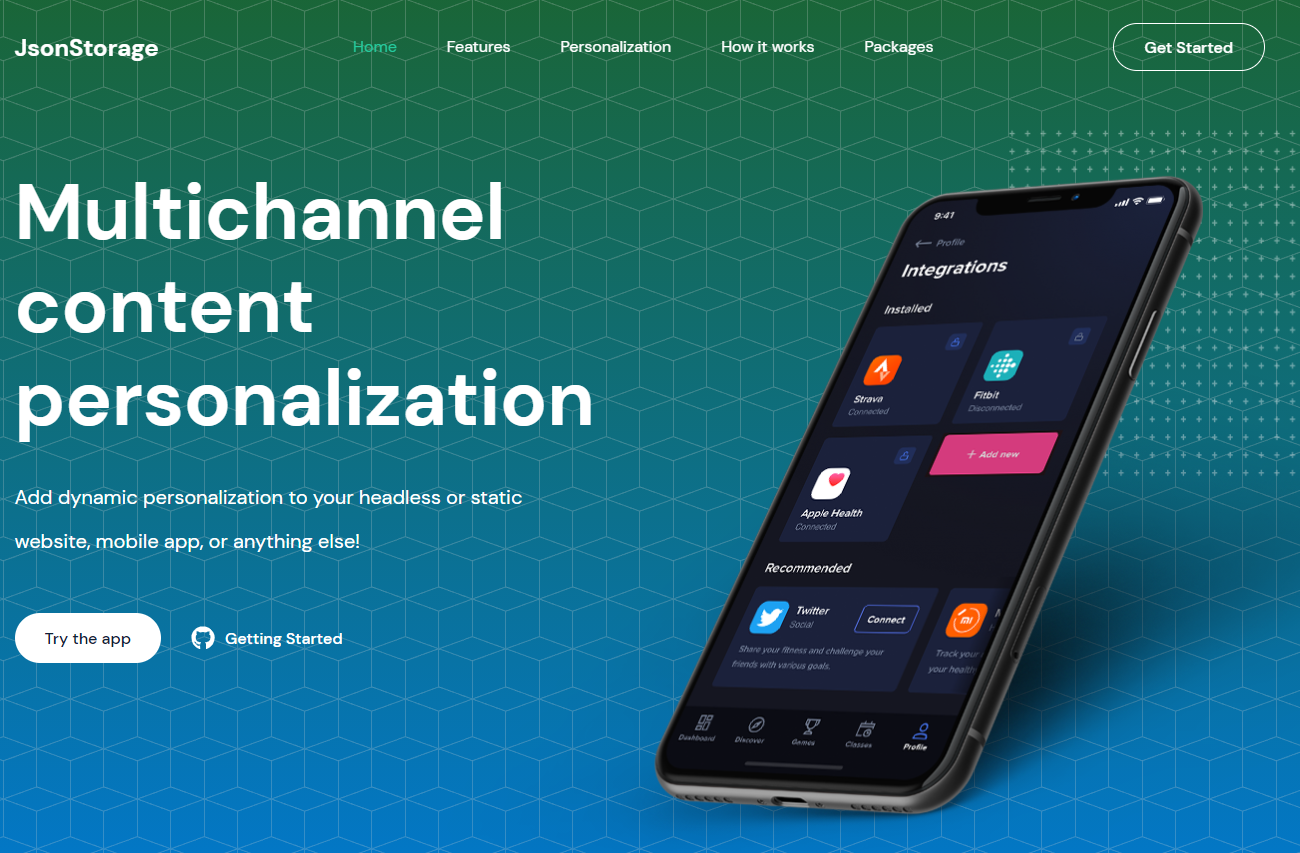 JsonStorage
Home Features Personalization How it works Packages
Get Started
Multichannel
content
personalization
Add dynamic personalization to your headless or static
website, mobile app, or anything else!
Try the app
Getting Started
9:41
Profile
Integrations
Installed
Strava
Connected
Fitbit
Disconnected
+ Add new
Apple Health
Connected
Recommended
Twitter
Social
Connect
Share your fitness and challenge your
friends with various goals.
mi
M
Track your
your health
Dashboard
Discover
Games
Classes
Profile